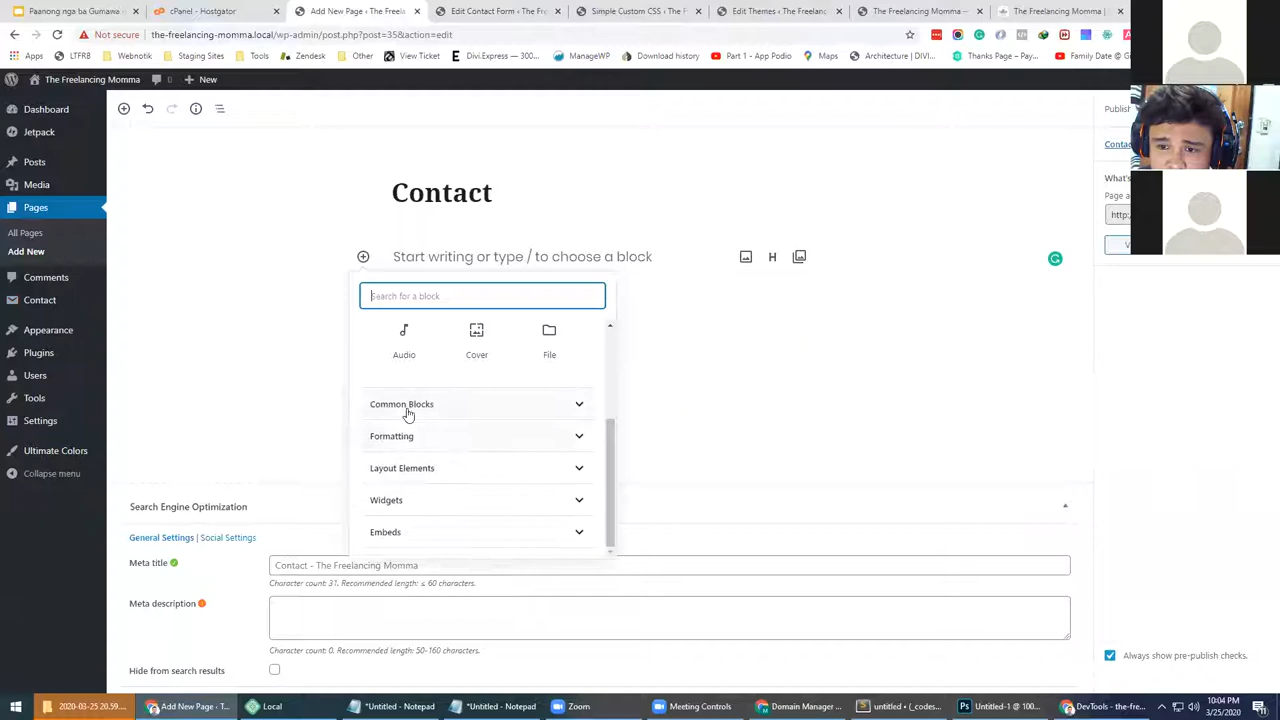 Paanong nag ba Gumawa
cPanel - Hostgator
Add New Page ‹ The Freela
Edit Contact Form ‹ The Fre
Simple Custom CSS ‹ The F
Edit Themes ‹ The Freelan
The Freelancing Momma –
The Freelancing Momma
Not secure | the-freelancing-momma.local/wp-admin/post.php?post=35&action=edit
Apps LTFR8 Webnotik 100 Startups Sites Tools Zendesk Other View Ticket Divi.Express — 300... ManageWP Download history Part 1 - App Podio Architecture | DIVI... Thanks Page – Pay... Family Date @
The Freelancing Momma 0 New
Dashboard
Jetpack
Posts
Media
Pages
All Pages
Add New
Comments
Contact
Appearance
Plugins
Users
Tools
Settings
Ultimate Colors
Collapse menu
Contact
Start writing or type / to choose a block
H
Search for a block
Audio Cover File
Common Blocks
Formatting
Layout Elements
Widgets
Embeds
Search Engine Optimization
General Settings | Social Settings
Meta title
Contact - The Freelancing Momma
Character count: 31. Recommended length: ≤ 60 characters.
Meta description
Character count: 0. Recommended length: 50-160 characters.
Hide from search results
Publish
Contac
What's
Page a
http:
V
Always show pre-publish checks.
2020-03-25 20.59....
Add New Page ‹ T...
Local
*Untitled - Notepad
*Untitled - Notepad
Zoom
Meeting Controls
Domain Manager ...
untitled • (_codes...
Untitled-1 @ 100...
DevTools - the-fre...
10:04 PM
3/25/2020